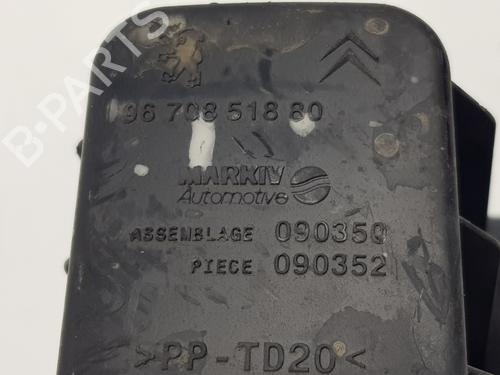 96 708 518 80
MARKIV
Automotive
ASSEMBLAGE 090350
PIECE 090352
>PP-TD20<
B-PARTS